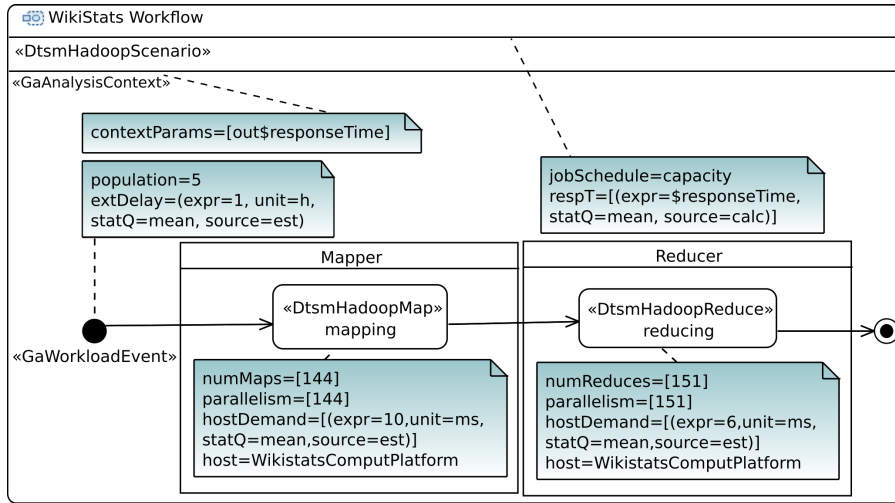 WikiStats Workflow
«DtsmHadoopScenario»
«GaAnalysisContext»
contextParams=[out$responseTime]
population=5
extDelay=(expr=1, unit=h,
statQ=mean, source=est)
jobSchedule=capacity
respT=[(expr=$responseTime,
statQ=mean, source=calc)]
Mapper
Reducer
«DtsmHadoopMap»
mapping
«DtsmHadoopReduce»
reducing
«GaWorkloadEvent»
numMaps=[144]
parallelism=[144]
hostDemand=[(expr=10,unit=ms,
statQ=mean,source=est)]
host=WikistatsComputPlatform
numReduces=[151]
parallelism=[151]
hostDemand=[(expr=6,unit=ms,
statQ=mean,source=est)]
host=WikistatsComputPlatform